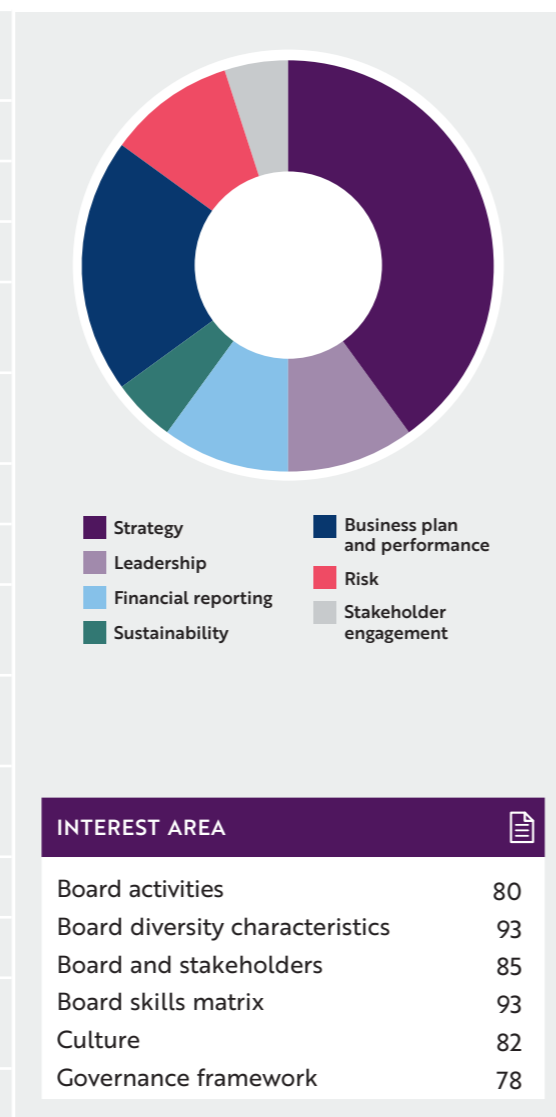 Strategy
Leadership
Financial reporting
Sustainability
Business plan
and performance
Risk
Stakeholder
engagement
INTEREST AREA
Board activities 80
Board diversity characteristics 93
Board and stakeholders 85
Board skills matrix 93
Culture 82
Governance framework 78